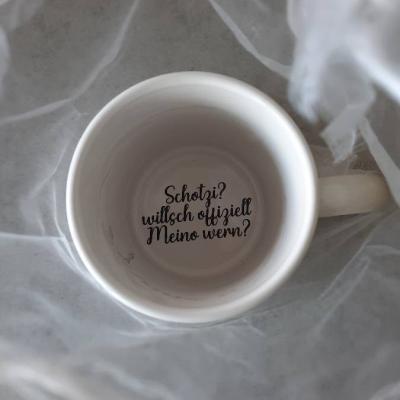 Schotzi?
willsch offiziell
Meino wern?